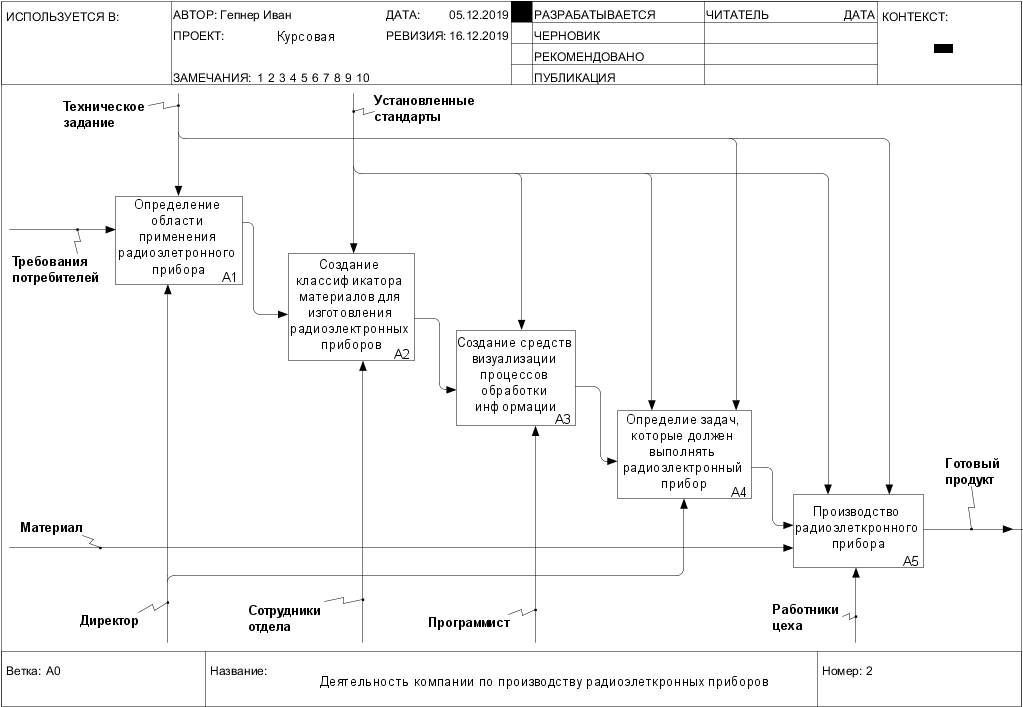 ИСПОЛЬЗУЕТСЯ В:
АВТОР: Гепнер Иван
ДАТА: 05.12.2019
РАЗРАБАТЫВАЕТСЯ
ЧИТАТЕЛЬ
ДАТА
КОНТЕКСТ:
ПРОЕКТ: Курсовая
РЕВИЗИЯ: 16.12.2019
ЧЕРНОВИК
РЕКОМЕНДОВАНО
ЗАМЕЧАНИЯ: 1 2 3 4 5 6 7 8 9 10
ПУБЛИКАЦИЯ
Техническое
задание
Установленные
стандарты
Определение
области
применения
радиоэлетронного
прибора
A1
Требования
потребителей
Создание
классификатора
материалов для
изготовления
радиоэлектронных
приборов
A2
Создание средств
визуализации
процессов
обработки
информации
A3
Определие задач,
которые должен
выполнять
радиоэлектронный
прибор
A4
Готовый
продукт
Производство
радиоэлеткронного
прибора
A5
Материал
Директор
Сотрудники
отдела
Программист
Работники
цеха
Ветка: A0
Название:
Деятельность компании по производству радиоэлеткронных приборов
Номер: 2